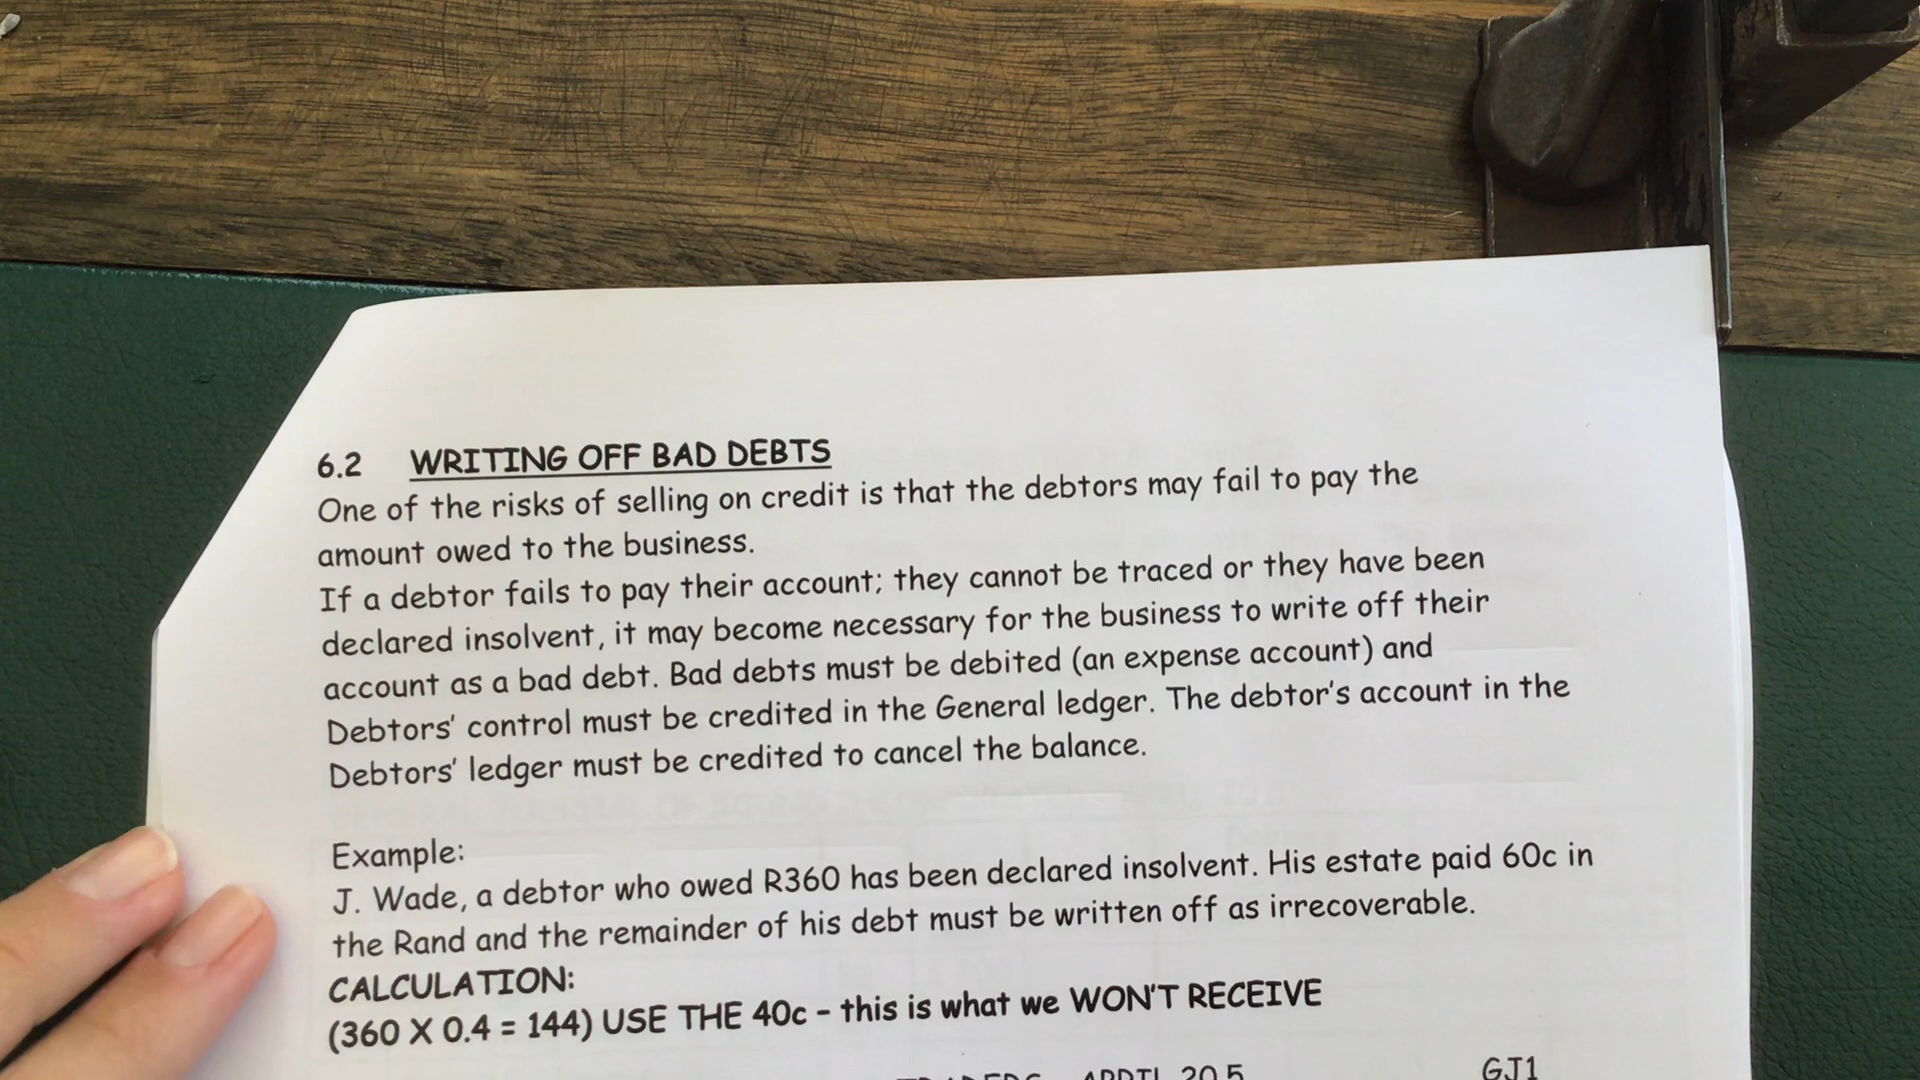 6.2 WRITING OFF BAD DEBTS
One of the risks of selling on credit is that the debtors may fail to pay the
amount owed to the business.
If a debtor fails to pay their account; they cannot be traced or they have been
declared insolvent, it may become necessary for the business to write off their
account as a bad debt. Bad debts must be debited (an expense account) and
Debtors' control must be credited in the General ledger. The debtor's account in the
Debtors' ledger must be credited to cancel the balance.
Example:
J. Wade, a debtor who owed R360 has been declared insolvent. His estate paid 60c in
the Rand and the remainder of his debt must be written off as irrecoverable.
CALCULATION:
(360 X 0.4 = 144) USE THE 40c - this is what we WON'T RECEIVE
TRADERS - APRIL 20.5 GJ1